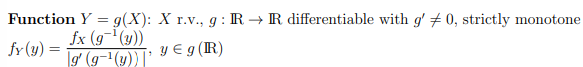 Function Y = g(X): X r.v., g : ℝ → ℝ differentiable with g′ ≠ 0, strictly monotone
f_Y(y) = f_X (g⁻¹(y)) / |g′ (g⁻¹(y))|, y ∈ g (ℝ)